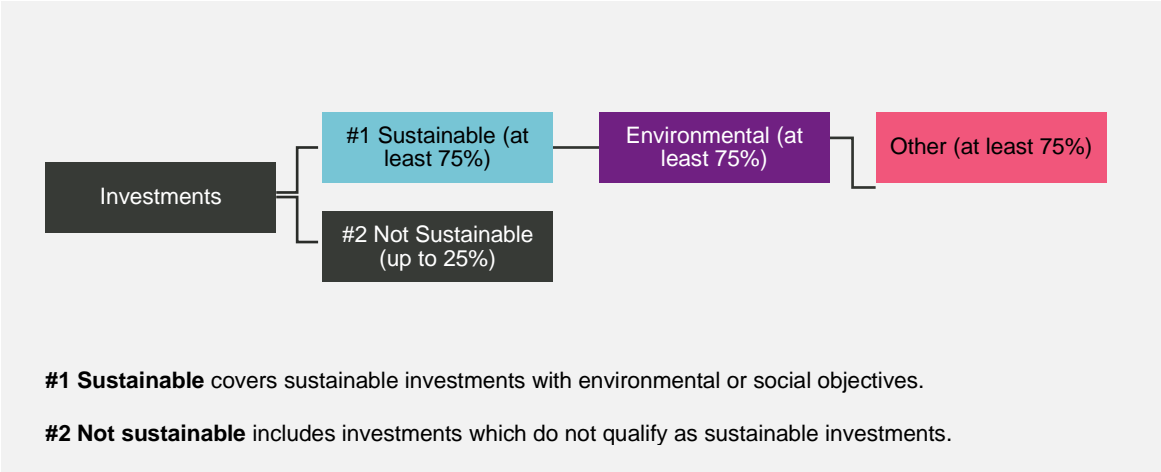 #1 Sustainable (at
least 75%)
Environmental (at
least 75%)
Other (at least 75%)
Investments
#2 Not Sustainable
(up to 25%)
#1 Sustainable covers sustainable investments with environmental or social objectives.
#2 Not sustainable includes investments which do not qualify as sustainable investments.